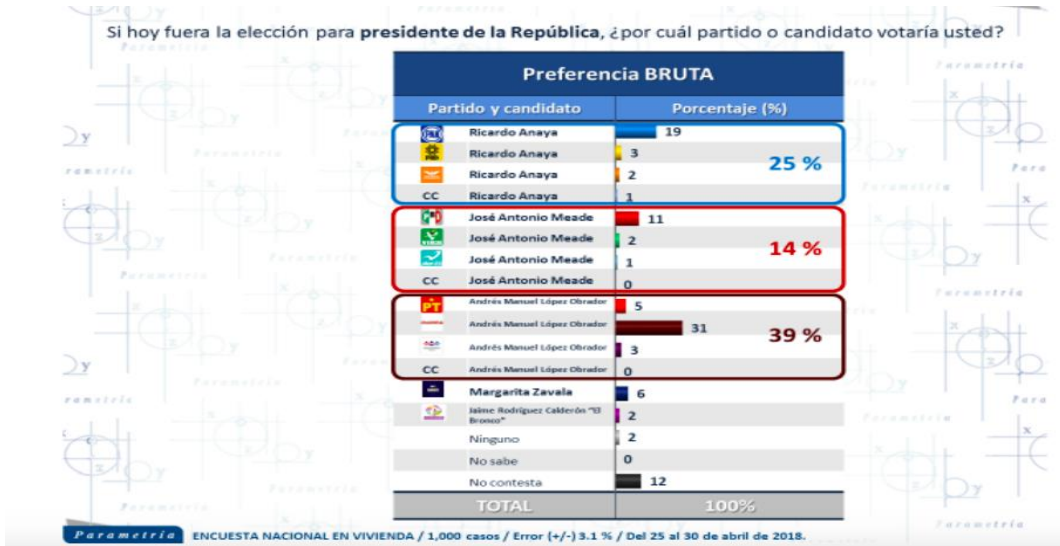 Si hoy fuera la elección para presidente de la República, ¿por cuál partido o candidato votaría usted?
Preferencia BRUTA
Partido y candidato Porcentaje (%)
PAN Ricardo Anaya 19
PRD Ricardo Anaya 3
Ricardo Anaya 2
CC Ricardo Anaya 1
25 %
PRI José Antonio Meade 11
José Antonio Meade 2
José Antonio Meade 1
CC José Antonio Meade 0
14 %
PT Andrés Manuel López Obrador 5
morena Andrés Manuel López Obrador 31
Andrés Manuel López Obrador 3
CC Andrés Manuel López Obrador 0
39 %
Margarita Zavala 6
Jaime Rodríguez Calderón "El
Bronco" 2
Ninguno 2
No sabe 0
No contesta 12
TOTAL 100%
Parametría ENCUESTA NACIONAL EN VIVIENDA / 1,000 casos / Error (+/-) 3.1 % / Del 25 al 30 de abril de 2018.